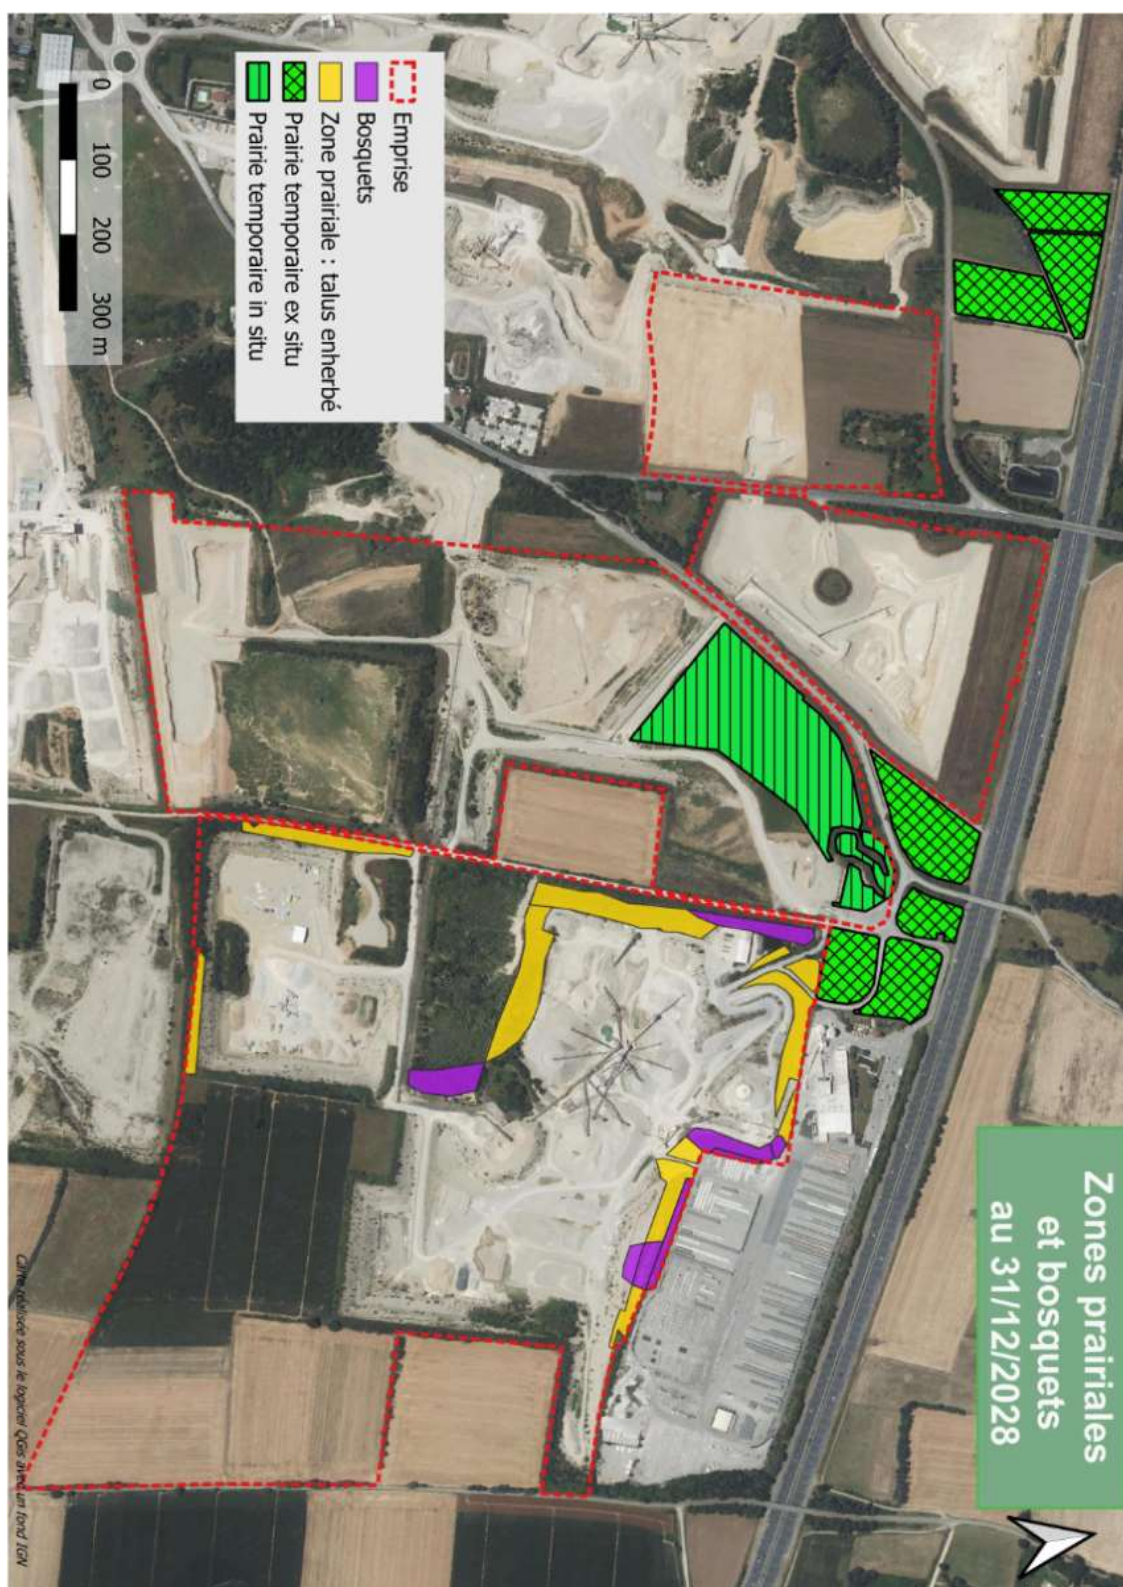 Zones prairiales
et bosquets
au 31/12/2028
Emprise
Bosquets
Zone prairiale : talus enherbé
Prairie temporaire ex situ
Prairie temporaire in situ
0 100 200 300 m
Carte réalisée sous le logiciel QGis avec un fond IGN